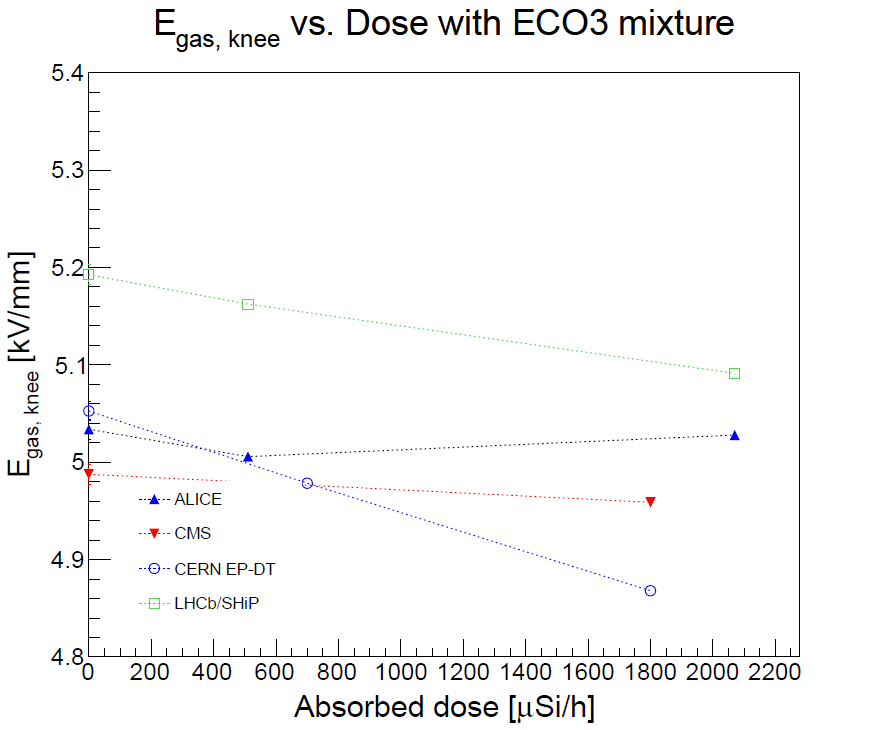 E_gas, knee vs. Dose with ECO3 mixture
E_gas, knee [kV/mm]
5.4
5.3
5.2
5.1
5
4.9
4.8
ALICE
CMS
CERN EP-DT
LHCb/SHiP
0 200 400 600 800 1000 1200 1400 1600 1800 2000 2200
Absorbed dose [μSi/h]